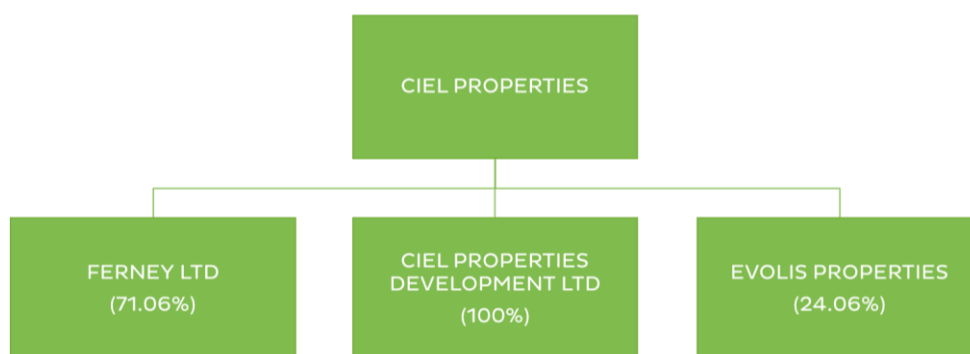 CIEL PROPERTIES
FERNEY LTD
(71.06%)
CIEL PROPERTIES
DEVELOPMENT LTD
(100%)
EVOLIS PROPERTIES
(24.06%)